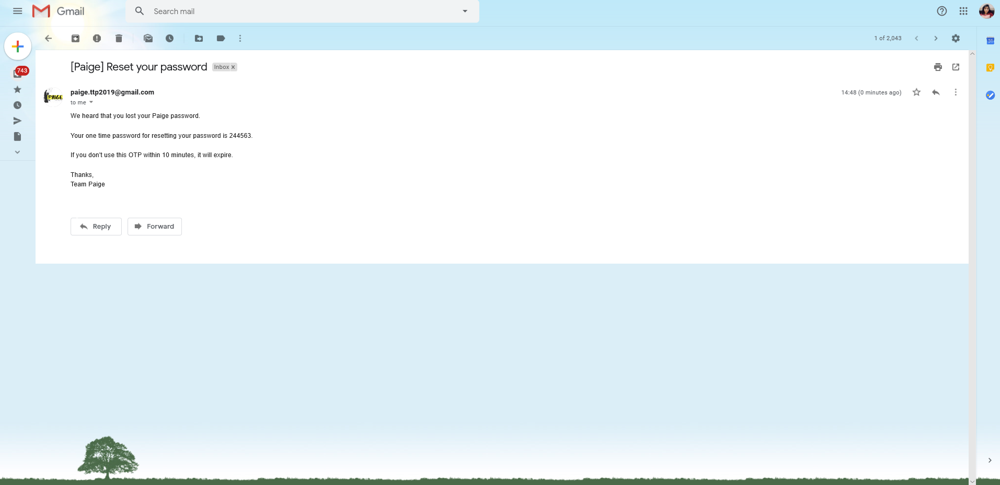 Gmail
Search mail
1 of 2,043
31
743
[Paige] Reset your password Inbox x
PAIGE
paige.ttp2019@gmail.com
14:48 (0 minutes ago)
to me
We heard that you lost your Paige password.
Your one time password for resetting your password is 244563.
If you don't use this OTP within 10 minutes, it will expire.
Thanks,
Team Paige
Reply
Forward